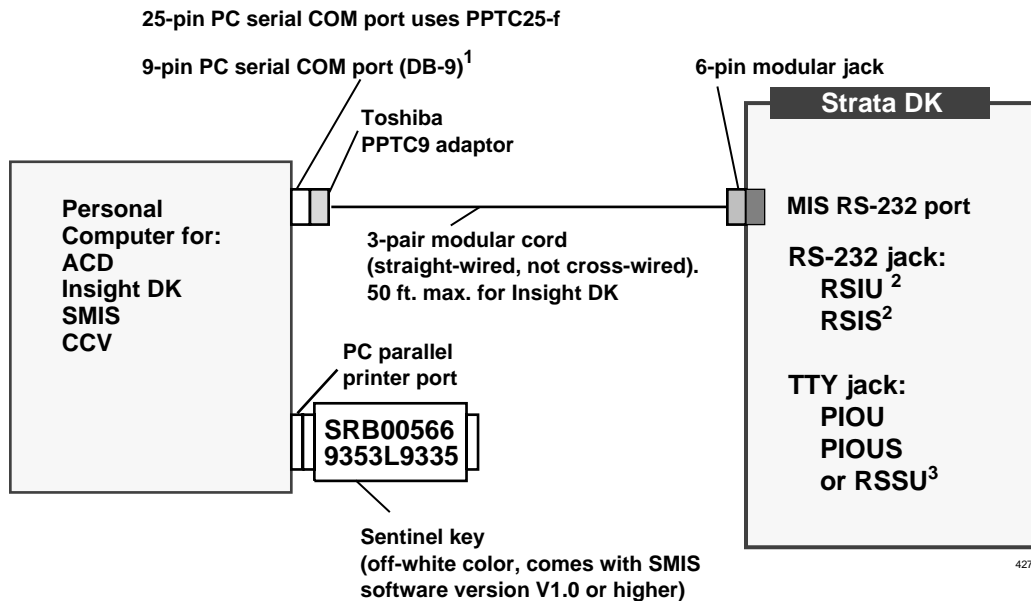 25-pin PC serial COM port uses PPTC25-f
9-pin PC serial COM port (DB-9)1
6-pin modular jack
Strata DK
Toshiba
PPTC9 adaptor
Personal
Computer for:
ACD
Insight DK
SMIS
CCV
3-pair modular cord
(straight-wired, not cross-wired).
50 ft. max. for Insight DK
MIS RS-232 port
RS-232 jack:
RSIU 2
RSIS2
TTY jack:
PIOU
PIOUS
or RSSU3
PC parallel
printer port
SRB00566
9353L9335
Sentinel key
(off-white color, comes with SMIS
software version V1.0 or higher)
427